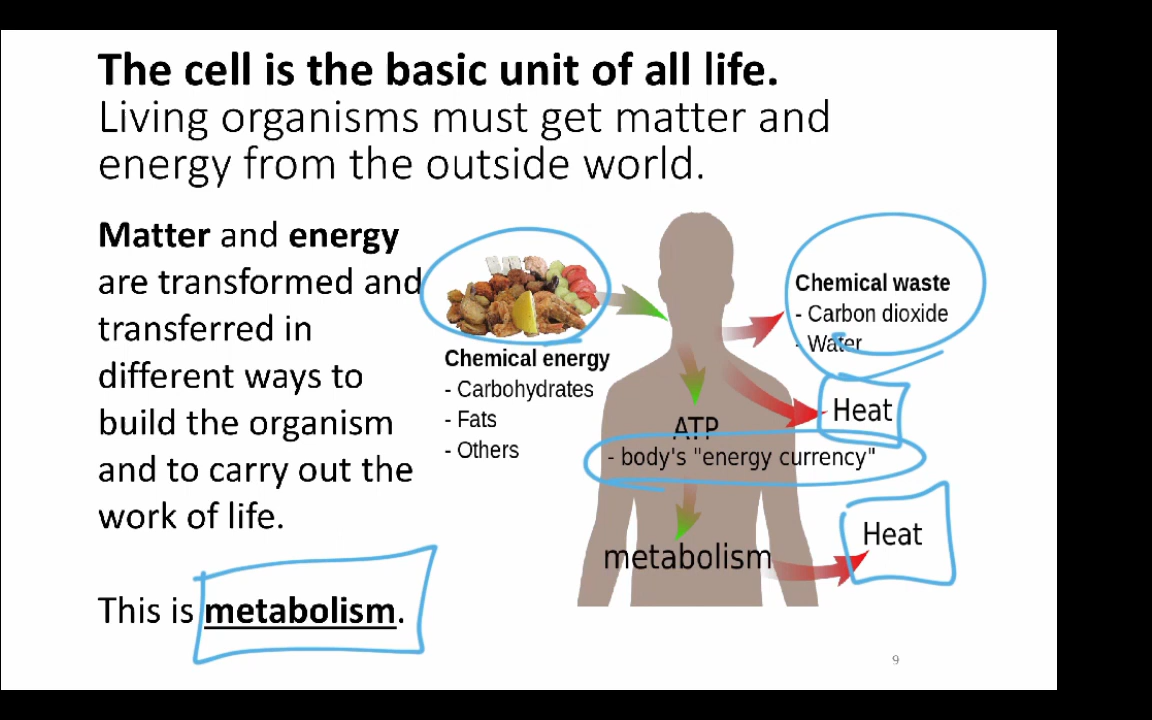 The cell is the basic unit of all life.
Living organisms must get matter and
energy from the outside world.
Matter and energy
are transformed and
transferred in
different ways to
build the organism
and to carry out the
work of life.
This is metabolism.
Chemical energy
- Carbohydrates
- Fats
- Others
Chemical waste
- Carbon dioxide
- Water
- Heat
ATP
- body's "energy currency"
metabolism
Heat
9